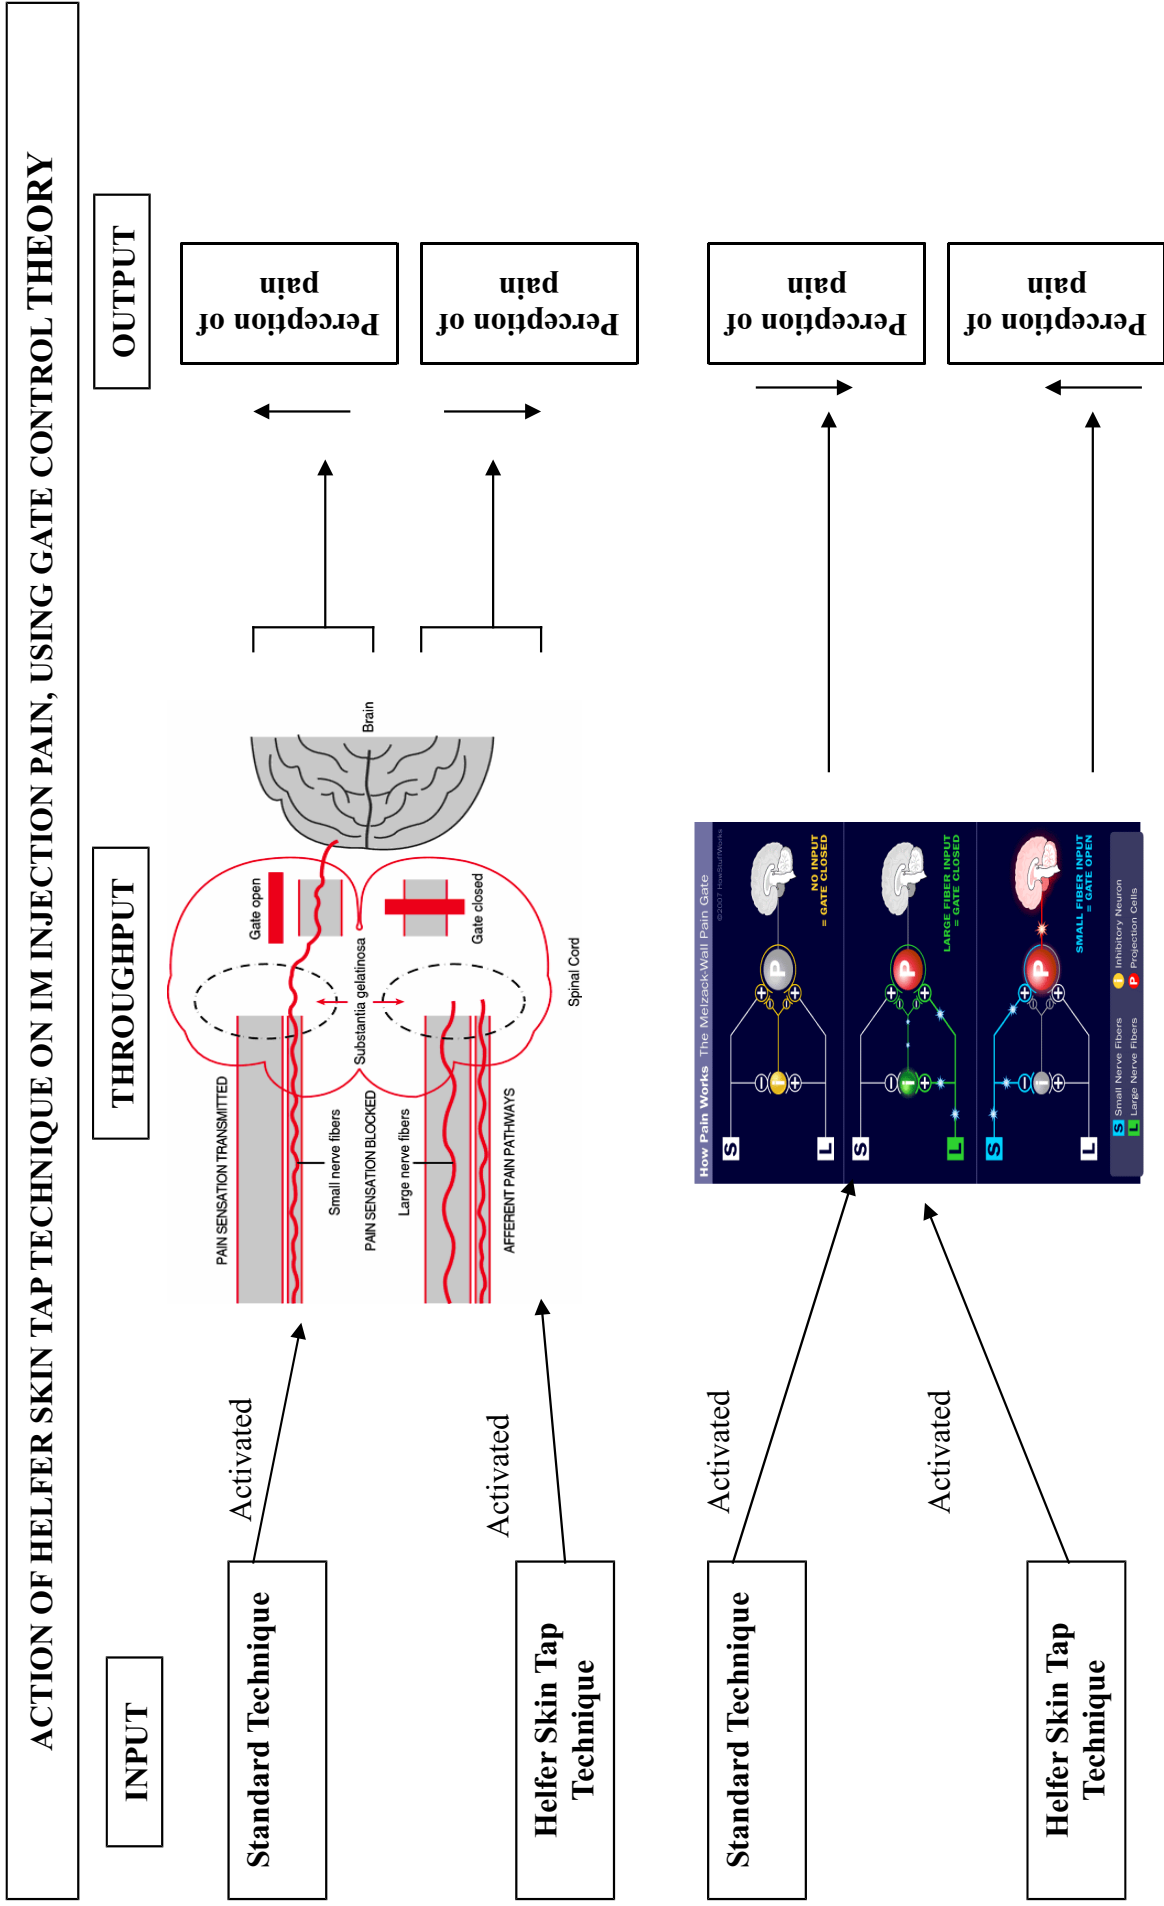 ACTION OF HELFER SKIN TAP TECHNIQUE ON IM INJECTION PAIN, USING GATE CONTROL THEORY
INPUT
THROUGHPUT
OUTPUT
Standard Technique
Activated
PAIN SENSATION TRANSMITTED
Gate open
Small nerve fibers
Substantia gelatinosa
Brain
PAIN SENSATION BLOCKED
Large nerve fibers
Gate closed
AFFERENT PAIN PATHWAYS
Spinal Cord
Perception of
pain
Helfer Skin Tap
Technique
Activated
Perception of
pain
Standard Technique
Activated
How Pain Works The Melzack-Wall Pain Gate
©2007 HowStuffWorks
S
L
i
P
NO INPUT
= GATE CLOSED
S
L
i
P
LARGE FIBER INPUT
= GATE CLOSED
S
L
i
P
SMALL FIBER INPUT
= GATE OPEN
S Small Nerve Fibers
L Large Nerve Fibers
i Inhibitory Neuron
P Projection Cells
Perception of
pain
Helfer Skin Tap
Technique
Activated
Perception of
pain